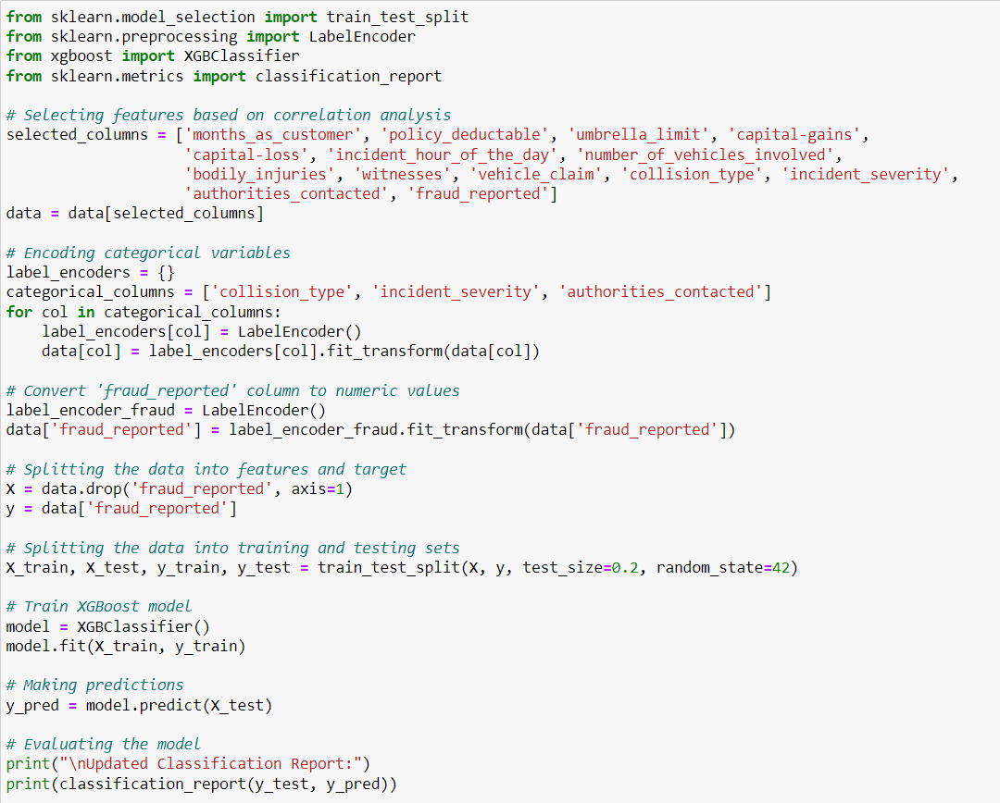 from sklearn.model_selection import train_test_split
from sklearn.preprocessing import LabelEncoder
from xgboost import XGBClassifier
from sklearn.metrics import classification_report

# Selecting features based on correlation analysis
selected_columns = ['months_as_customer', 'policy_deductable', 'umbrella_limit', 'capital-gains',
                    'capital-loss', 'incident_hour_of_the_day', 'number_of_vehicles_involved',
                    'bodily_injuries', 'witnesses', 'vehicle_claim', 'collision_type', 'incident_severity',
                    'authorities_contacted', 'fraud_reported']
data = data[selected_columns]

# Encoding categorical variables
label_encoders = {}
categorical_columns = ['collision_type', 'incident_severity', 'authorities_contacted']
for col in categorical_columns:
    label_encoders[col] = LabelEncoder()
    data[col] = label_encoders[col].fit_transform(data[col])

# Convert 'fraud_reported' column to numeric values
label_encoder_fraud = LabelEncoder()
data['fraud_reported'] = label_encoder_fraud.fit_transform(data['fraud_reported'])

# Splitting the data into features and target
X = data.drop('fraud_reported', axis=1)
y = data['fraud_reported']

# Splitting the data into training and testing sets
X_train, X_test, y_train, y_test = train_test_split(X, y, test_size=0.2, random_state=42)

# Train XGBoost model
model = XGBClassifier()
model.fit(X_train, y_train)

# Making predictions
y_pred = model.predict(X_test)

# Evaluating the model
print("\nUpdated Classification Report:")
print(classification_report(y_test, y_pred))